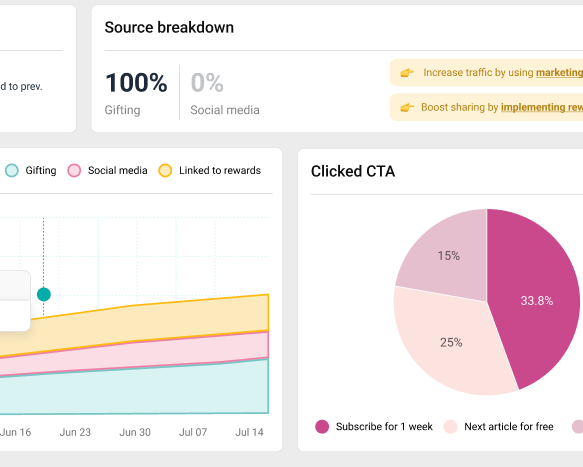 Source breakdown
d to prev.
100%
0%
Gifting
Social media
Increase traffic by using marketing
Boost sharing by implementing rew
Gifting
Social media
Linked to rewards
Clicked CTA
15%
33.8%
25%
Jun 16
Jun 23
Jun 30
Jul 07
Jul 14
Subscribe for 1 week
Next article for free